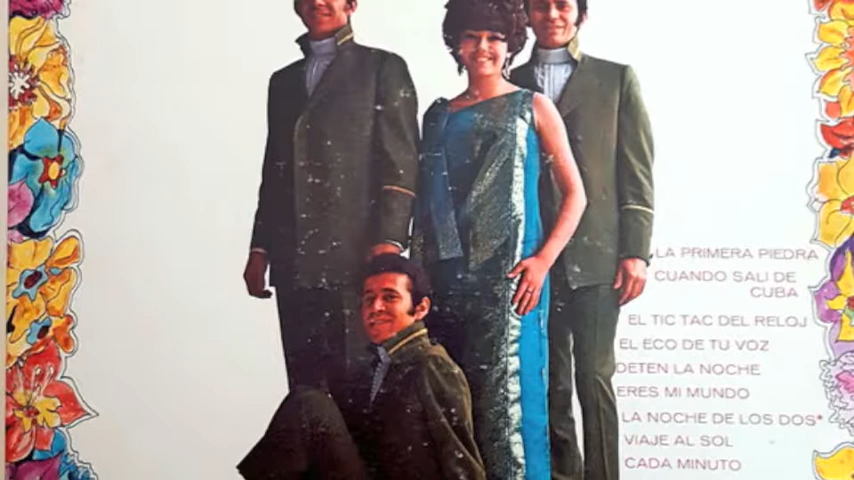 LA PRIMERA PIEDRA
CUANDO SALI DE
CUBA
EL TIC TAC DEL RELOJ
EL ECO DE TU VOZ
DETEN LA NOCHE
ERES MI MUNDO
LA NOCHE DE LOS DOS*
VIAJE AL SOL
CADA MINUTO